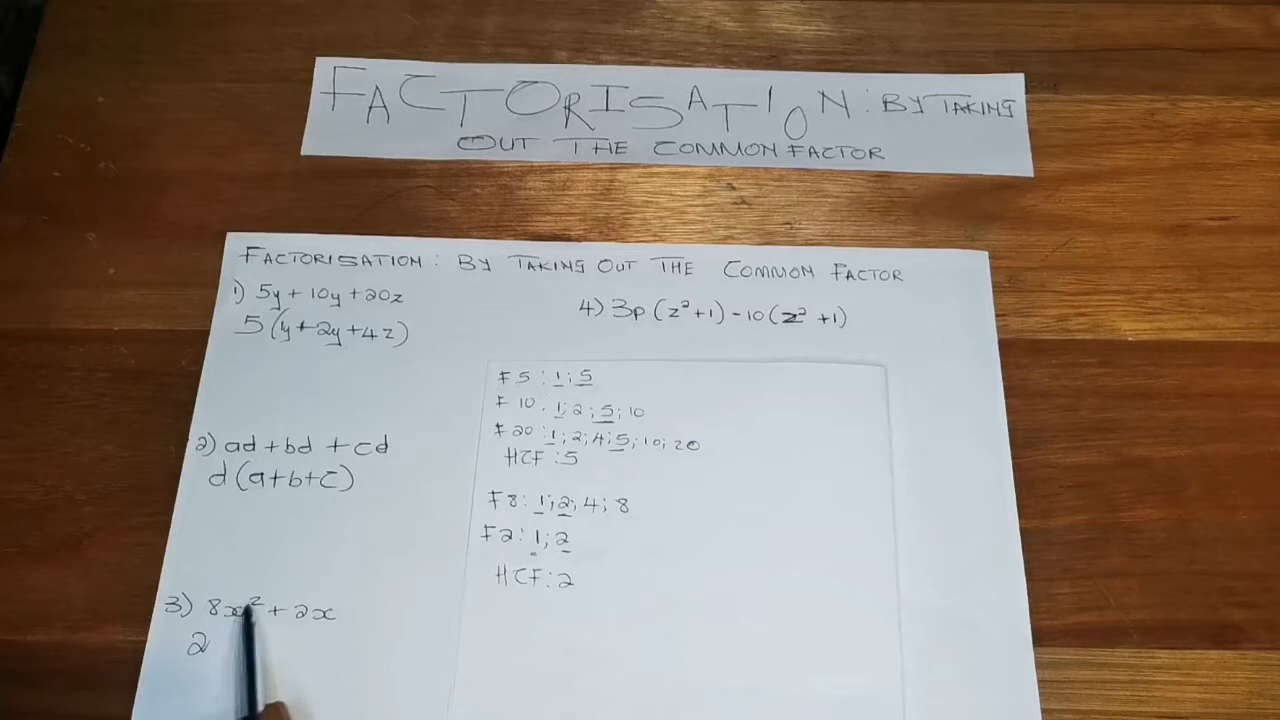 FACTORISATION: BY TAKING
OUT THE COMMON FACTOR
FACTORISATION: BY TAKING OUT THE COMMON FACTOR
1) 5y + 10y + 20z
5(y + 2y + 4z)
2) ad + bd + cd
d(a+b+c)
3) 8x² + 2x
2
4) 3p(z²+1) - 10(z²+1)
F5: 1; 5
F10: 1; 2; 5; 10
F20: 1; 2; 4; 5; 10; 20
HCF: 5
F8: 1; 2; 4; 8
F2: 1; 2
HCF: 2